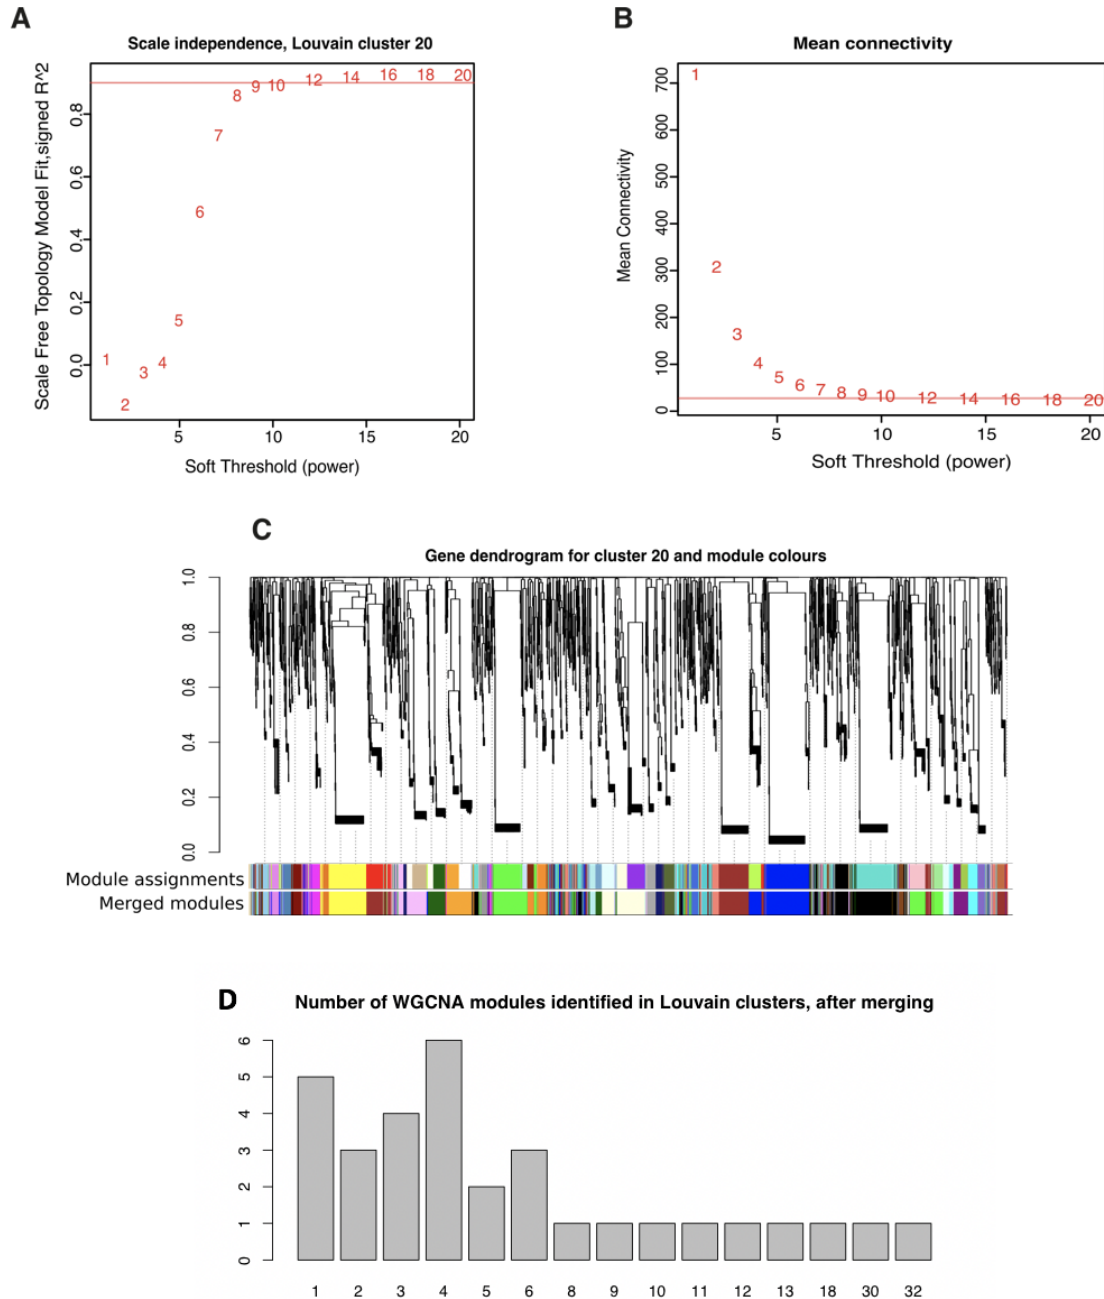 A
Scale independence, Louvain cluster 20
Scale Free Topology Model Fit,signed R^2
0.0 0.2 0.4 0.6 0.8
1 2 3 4 5 6 7 8 9 10 12 14 16 18 20
5 10 15 20
Soft Threshold (power)
B
Mean connectivity
Mean Connectivity
0 100 200 300 400 500 600 700
1 2 3 4 5 6 7 8 9 10 12 14 16 18 20
5 10 15 20
Soft Threshold (power)
C
Gene dendrogram for cluster 20 and module colours
0.0 0.2 0.4 0.6 0.8 1.0
Module assignments
Merged modules
D
Number of WGCNA modules identified in Louvain clusters, after merging
0 1 2 3 4 5 6
1 2 3 4 5 6 8 9 10 11 12 13 18 30 32